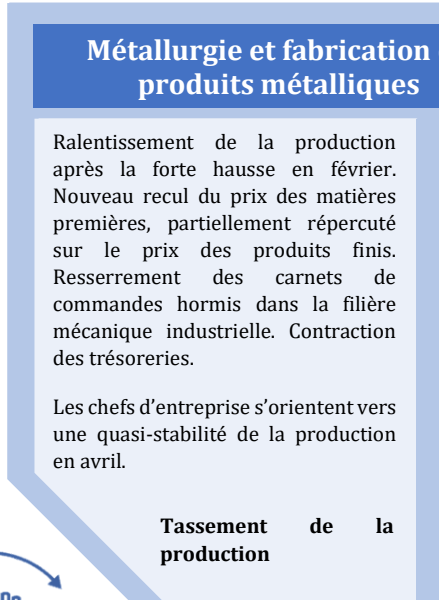 Métallurgie et fabrication
produits métalliques
Ralentissement de la production
après la forte hausse en février.
Nouveau recul du prix des matières
premières, partiellement répercuté
sur le prix des produits finis.
Resserrement des carnets de
commandes hormis dans la filière
mécanique industrielle. Contraction
des trésoreries.
Les chefs d’entreprise s’orientent vers
une quasi-stabilité de la production
en avril.
Tassement de la
production